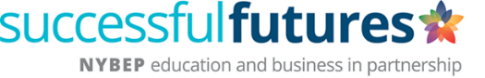 successfulfutures
NYBEP education and business in partnership